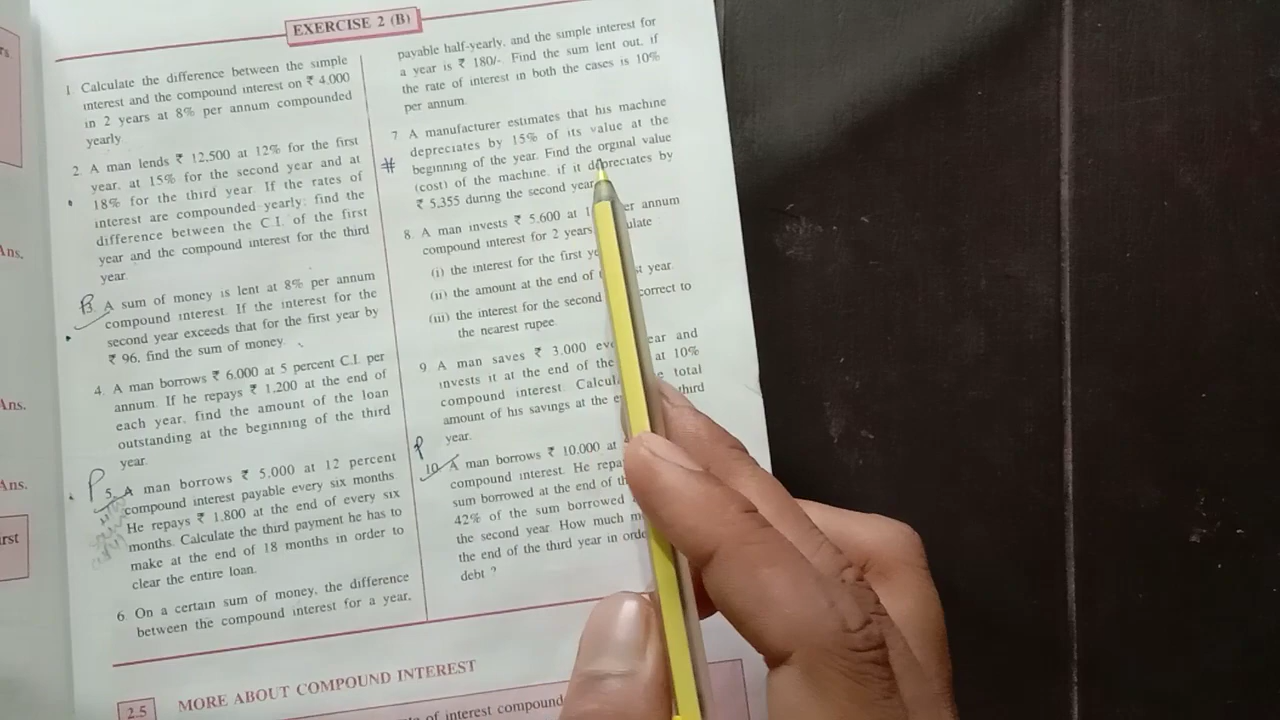 EXERCISE 2 (B)
1. Calculate the difference between the simple
interest and the compound interest on ₹ 4,000
in 2 years at 8% per annum compounded
yearly.
2. A man lends ₹ 12,500 at 12% for the first
year, at 15% for the second year and at
18% for the third year. If the rates of
interest are compounded yearly; find the
difference between the C.I. of the first
year and the compound interest for the third
year.
P
3. A sum of money is lent at 8% per annum
compound interest. If the interest for the
second year exceeds that for the first year by
₹ 96, find the sum of money.
4. A man borrows ₹ 6,000 at 5 percent C.I. per
annum. If he repays ₹ 1,200 at the end of
each year, find the amount of the loan
outstanding at the beginning of the third
year.
P
5. A man borrows ₹ 5,000 at 12 percent
compound interest payable every six months.
He repays ₹ 1,800 at the end of every six
months. Calculate the third payment he has to
make at the end of 18 months in order to
clear the entire loan.
6. On a certain sum of money, the difference
between the compound interest for a year,
payable half-yearly, and the simple interest for
a year is ₹ 180/-. Find the sum lent out, if
the rate of interest in both the cases is 10%
per annum.
7. A manufacturer estimates that his machine
depreciates by 15% of its value at the
# beginning of the year. Find the orginal value
(cost) of the machine, if it depreciates by
₹ 5,355 during the second year
8. A man invests ₹ 5,600 at er annum
compound interest for 2 years
(i) the interest for the first
(ii) the amount at the end of year.
(iii) the interest for the second correct to
the nearest rupee.
9. A man saves ₹ 3,000 and
invests it at the end of the at 10%
compound interest. total
amount of his savings at the third
year.
P
10. A man borrows ₹ 10,000 at
compound interest. He
sum borrowed at the end of
42% of the sum borrowed
the second year. How much
the end of the third year in
debt ?
2.5 MORE ABOUT COMPOUND INTEREST
of interest
Ans.
Ans.
Ans.